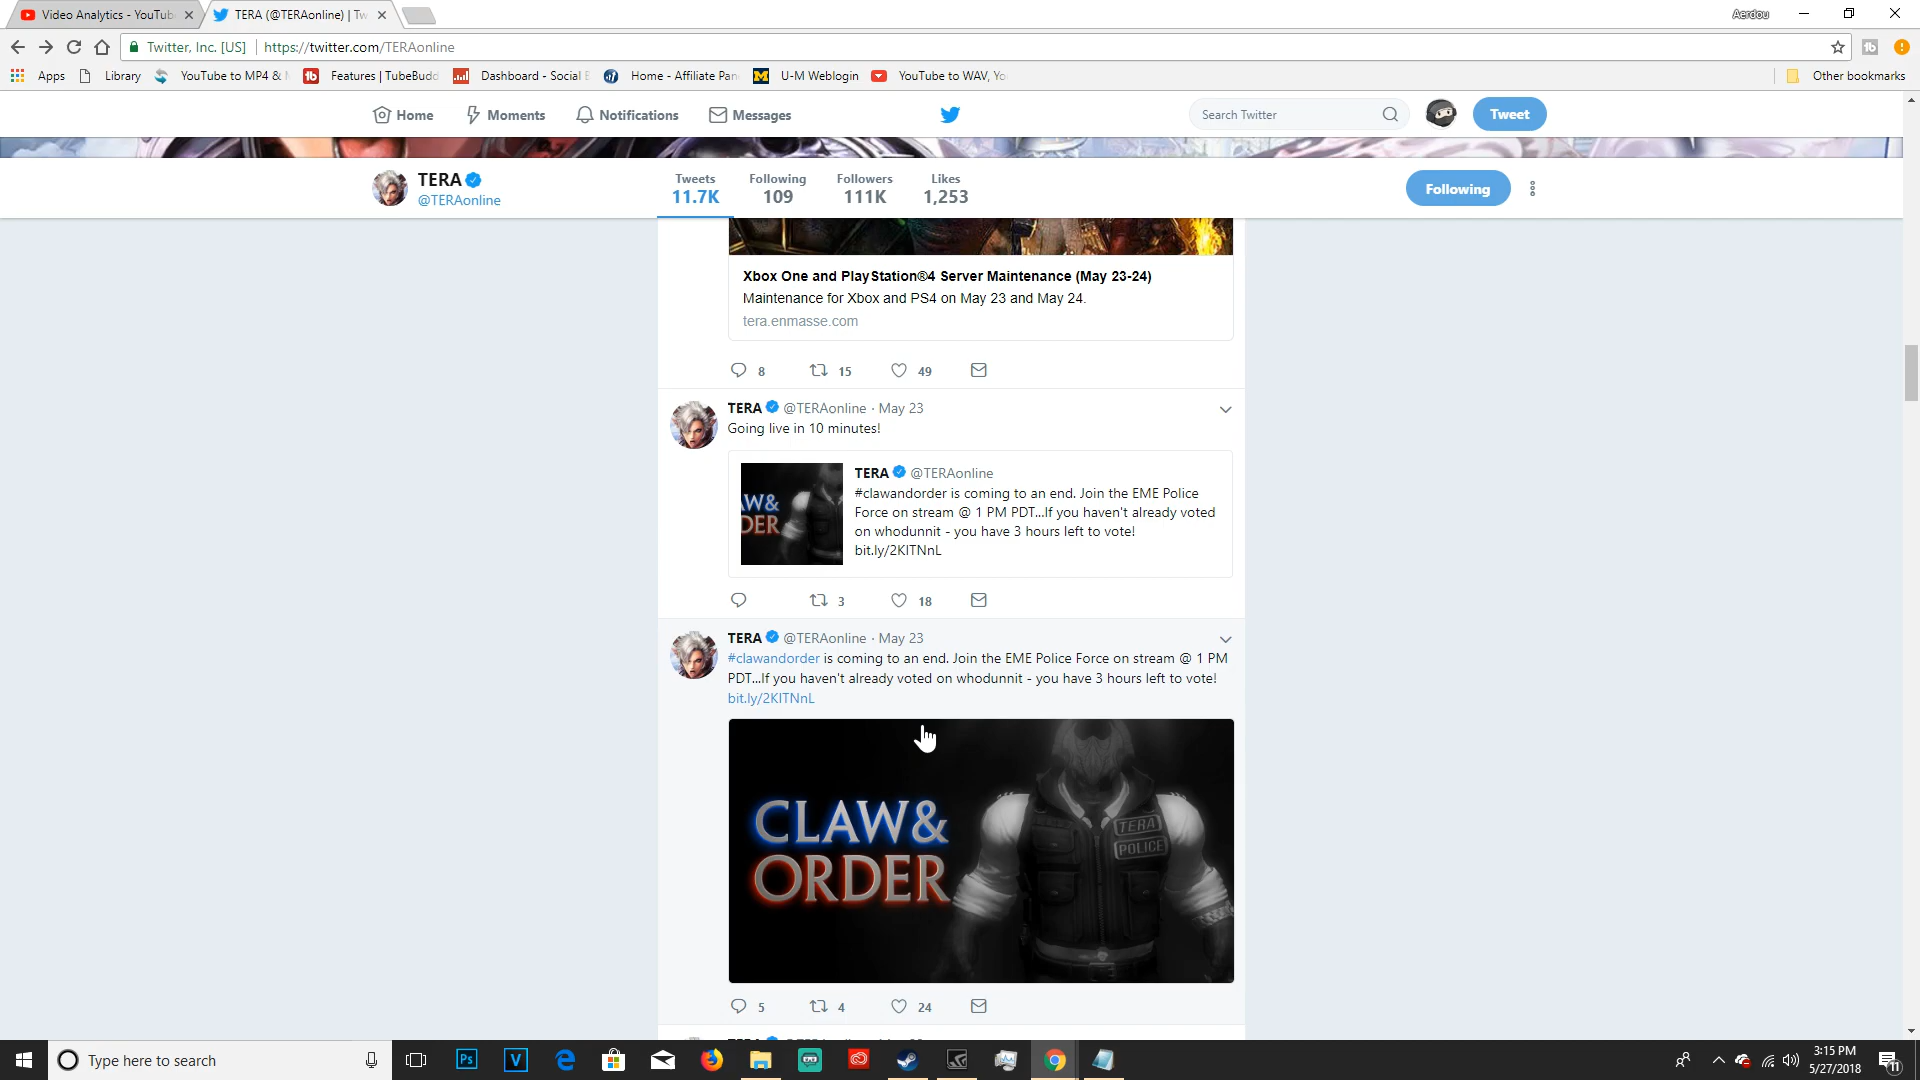 Video Analytics - YouTub
TERA (@TERAonline) | Tw
Aerdou
Twitter, Inc. [US]
https://twitter.com/TERAonline
Apps
Library
YouTube to MP4 &
Features | TubeBudd
Dashboard - Social
Home - Affiliate Pan
U-M Weblogin
YouTube to WAV, Yo
Other bookmarks
Home
Moments
Notifications
Messages
Search Twitter
Tweet
TERA
@TERAonline
Tweets
11.7K
Following
109
Followers
111K
Likes
1,253
Following
Xbox One and PlayStation®4 Server Maintenance (May 23-24)
Maintenance for Xbox and PS4 on May 23 and May 24.
tera.enmasse.com
8 15 49
TERA @TERAonline · May 23
Going live in 10 minutes!
W&
DER
TERA @TERAonline
#clawandorder is coming to an end. Join the EME Police
Force on stream @ 1 PM PDT...If you haven't already voted
on whodunnit - you have 3 hours left to vote!
bit.ly/2KITNnL
3 18
TERA @TERAonline · May 23
#clawandorder is coming to an end. Join the EME Police Force on stream @ 1 PM
PDT...If you haven't already voted on whodunnit - you have 3 hours left to vote!
bit.ly/2KITNnL
CLAW&
ORDER
TERA
POLICE
5 4 24
Type here to search
Ps
V
3:15 PM
5/27/2018
11